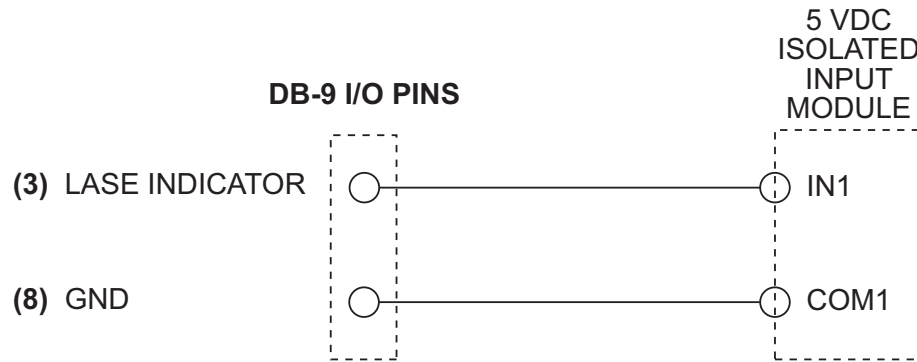 5 VDC
ISOLATED
INPUT
MODULE
DB-9 I/O PINS
(3) LASE INDICATOR
IN1
(8) GND
COM1